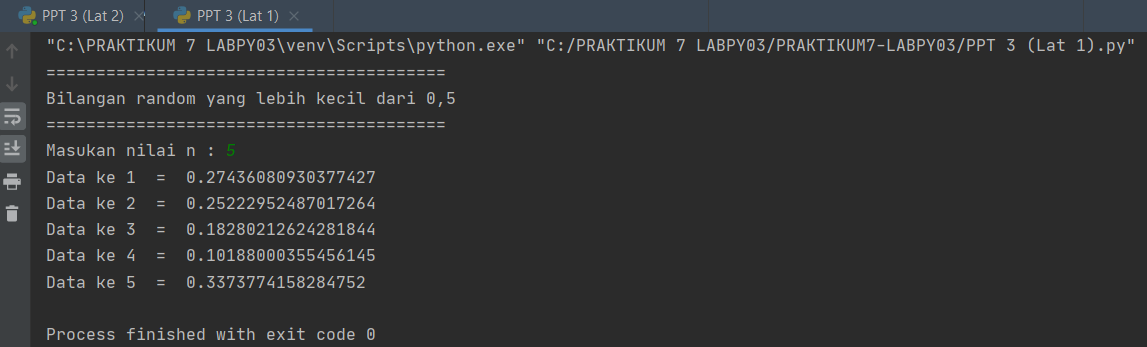 PPT 3 (Lat 2) PPT 3 (Lat 1)
"C:\PRAKTIKUM 7 LABPY03\venv\Scripts\python.exe" "C:/PRAKTIKUM 7 LABPY03/PRAKTIKUM7-LABPY03/PPT 3 (Lat 1).py"
========================================
Bilangan random yang lebih kecil dari 0,5
========================================
Masukan nilai n : 5
Data ke 1  =  0.27436080930377427
Data ke 2  =  0.25222952487017264
Data ke 3  =  0.18280212624281844
Data ke 4  =  0.10188000355456145
Data ke 5  =  0.3373774158284752
Process finished with exit code 0